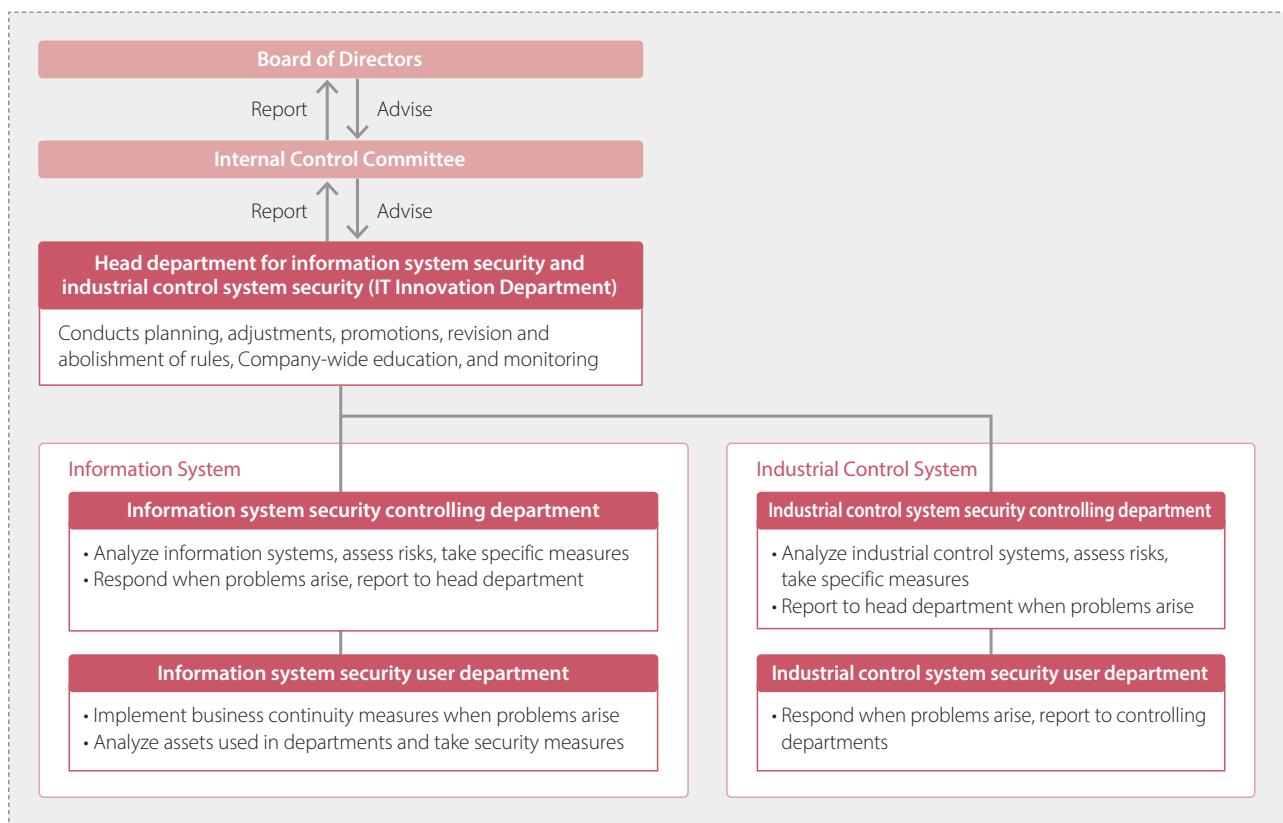 Board of Directors
Report
Advise
Internal Control Committee
Report
Advise
Head department for information system security and
industrial control system security (IT Innovation Department)
Conducts planning, adjustments, promotions, revision and
abolishment of rules, Company-wide education, and monitoring
Information System
Information system security controlling department
• Analyze information systems, assess risks, take specific measures
• Respond when problems arise, report to head department
Information system security user department
• Implement business continuity measures when problems arise
• Analyze assets used in departments and take security measures
Industrial Control System
Industrial control system security controlling department
• Analyze industrial control systems, assess risks,
take specific measures
• Report to head department when problems arise
Industrial control system security user department
• Respond when problems arise, report to controlling
departments